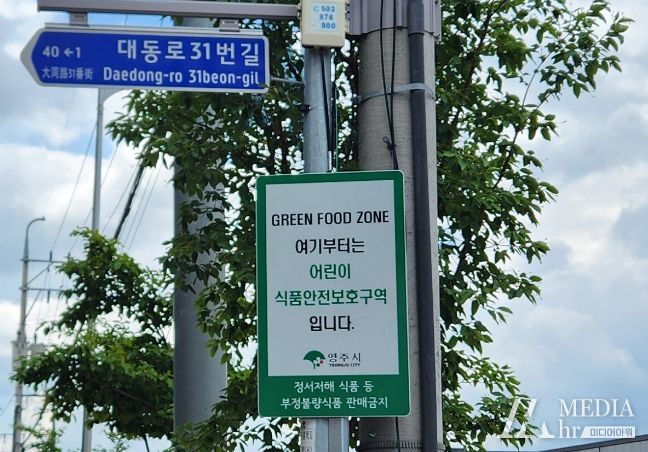 C 502
876
-900
40 ←1 대동로31번길
大同路31番街 Daedong-ro 31beon-gil
GREEN FOOD ZONE
여기부터는
어린이
식품안전보호구역
입니다.
영주시
YEONGJU CITY
정서저해 식품 등
부정불량식품 판매금지
MEDIA
hr 미디어아워